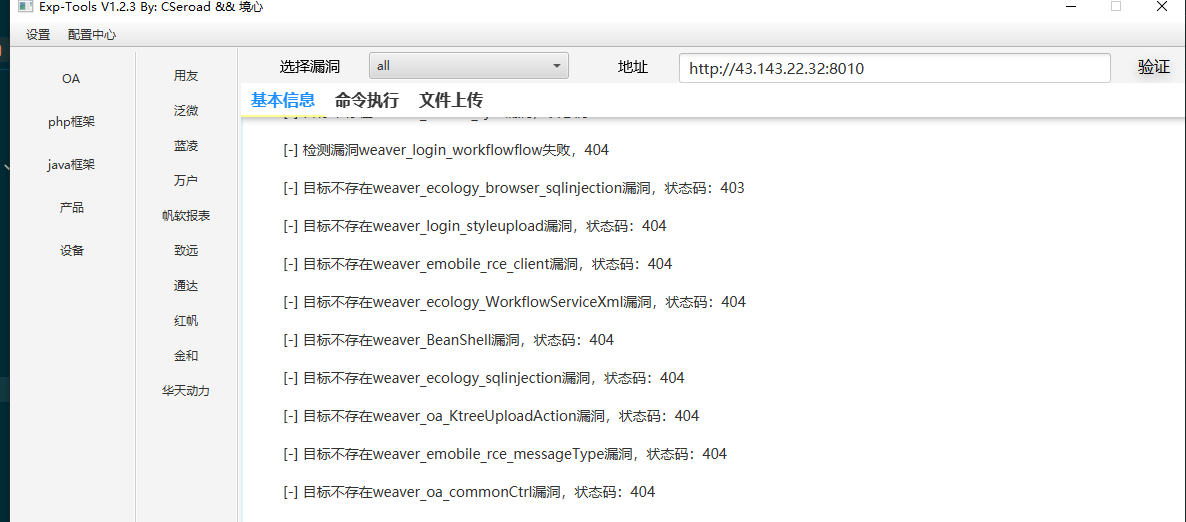 Exp-Tools V1.2.3 By: CSeroad && 境心
设置 配置中心
选择漏洞 all 地址 http://43.143.22.32:8010 验证
基本信息 命令执行 文件上传
OA
php框架
java框架
产品
设备
用友
泛微
蓝凌
万户
帆软报表
致远
通达
红帆
金和
华天动力
[-] 检测漏洞weaver_login_workflowflow失败，404
[-] 目标不存在weaver_ecology_browser_sqlinjection漏洞，状态码：403
[-] 目标不存在weaver_login_styleupload漏洞，状态码：404
[-] 目标不存在weaver_emobile_rce_client漏洞，状态码：404
[-] 目标不存在weaver_ecology_WorkflowServiceXml漏洞，状态码：404
[-] 目标不存在weaver_BeanShell漏洞，状态码：404
[-] 目标不存在weaver_ecology_sqlinjection漏洞，状态码：404
[-] 目标不存在weaver_oa_KtreeUploadAction漏洞，状态码：404
[-] 目标不存在weaver_emobile_rce_messageType漏洞，状态码：404
[-] 目标不存在weaver_oa_commonCtrl漏洞，状态码：404